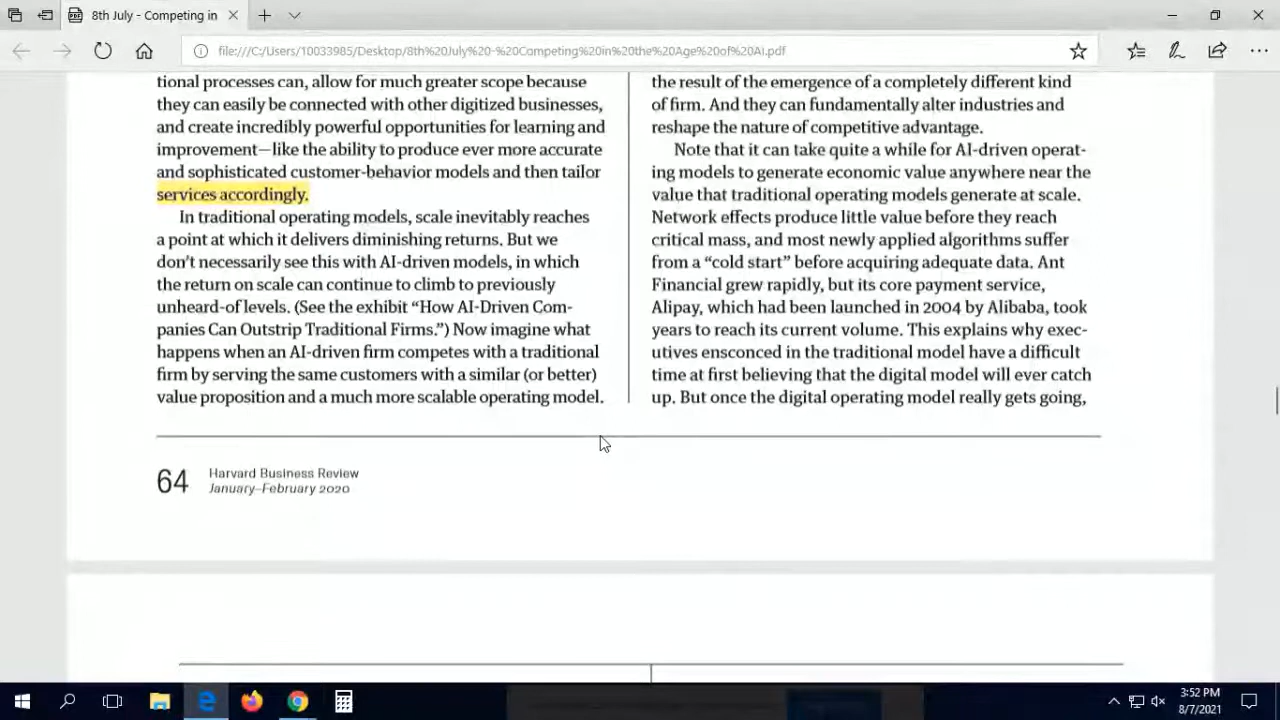 8th July - Competing in
file:///C:/Users/10033985/Desktop/8th%20July%20-%20Competing%20in%20the%20Age%20of%20AI.pdf
tional processes can, allow for much greater scope because
they can easily be connected with other digitized businesses,
and create incredibly powerful opportunities for learning and
improvement—like the ability to produce ever more accurate
and sophisticated customer-behavior models and then tailor
services accordingly.
In traditional operating models, scale inevitably reaches
a point at which it delivers diminishing returns. But we
don’t necessarily see this with AI-driven models, in which
the return on scale can continue to climb to previously
unheard-of levels. (See the exhibit “How AI-Driven Com-
panies Can Outstrip Traditional Firms.”) Now imagine what
happens when an AI-driven firm competes with a traditional
firm by serving the same customers with a similar (or better)
value proposition and a much more scalable operating model.
the result of the emergence of a completely different kind
of firm. And they can fundamentally alter industries and
reshape the nature of competitive advantage.
Note that it can take quite a while for AI-driven operat-
ing models to generate economic value anywhere near the
value that traditional operating models generate at scale.
Network effects produce little value before they reach
critical mass, and most newly applied algorithms suffer
from a “cold start” before acquiring adequate data. Ant
Financial grew rapidly, but its core payment service,
Alipay, which had been launched in 2004 by Alibaba, took
years to reach its current volume. This explains why exec-
utives ensconced in the traditional model have a difficult
time at first believing that the digital model will ever catch
up. But once the digital operating model really gets going,
64
Harvard Business Review
January–February 2020
3:52 PM
8/7/2021